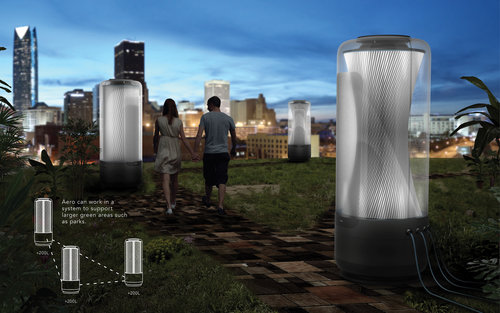 Aero can work in a
system to support
larger green areas such
as parks.
+200L
+200L
+200L